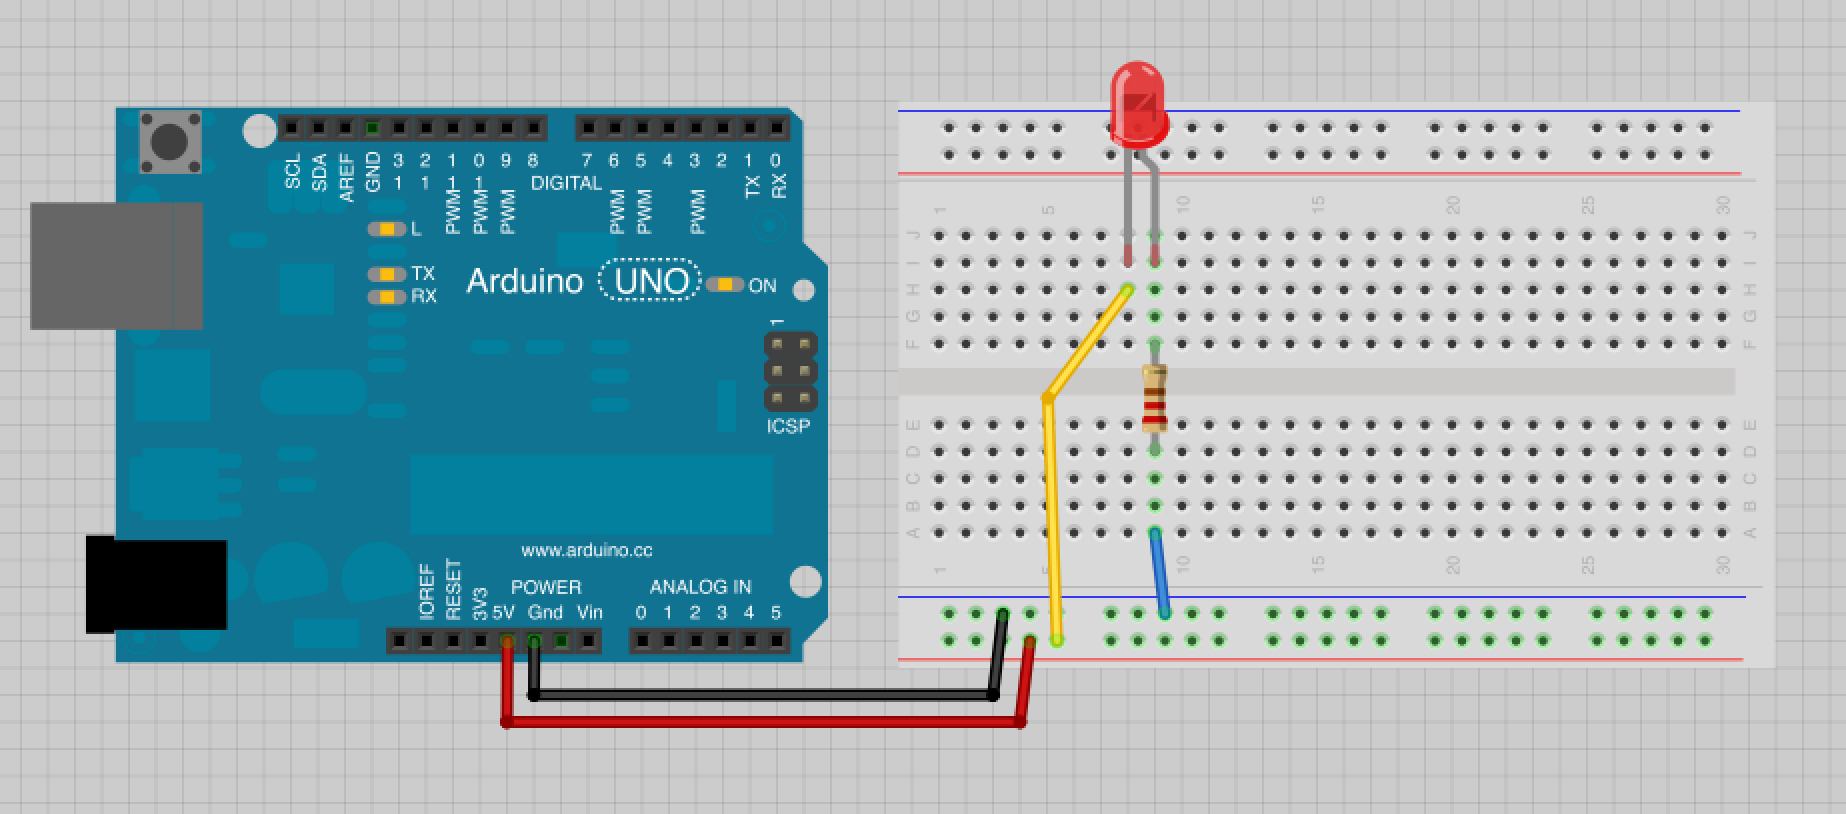 SCL SDA AREF GND 13 12 PWM 11 PWM 10 PWM 9 8 7 PWM 6 PWM 5 4 PWM 3 2 TX 1 RX 0
DIGITAL
L
TX
RX
Arduino UNO
ON
1
ICSP
www.arduino.cc
POWER
ANALOG IN
IOREF RESET 3V3 5V Gnd Vin 0 1 2 3 4 5
1 5 10 15 20 25 30
J J
I I
H H
G G
F F
E E
D D
C C
B B
A A
1 5 10 15 20 25 30